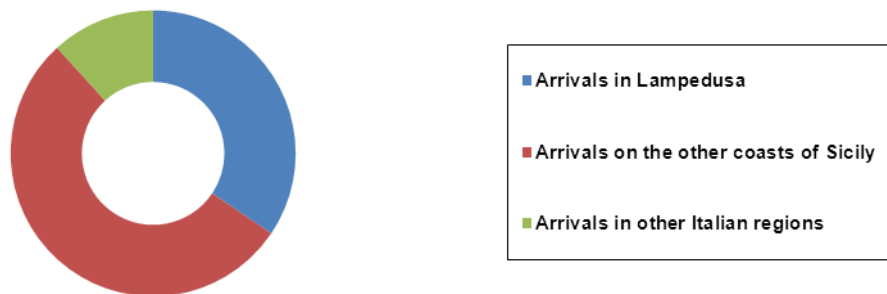 Arrivals in Lampedusa
Arrivals on the other coasts of Sicily
Arrivals in other Italian regions